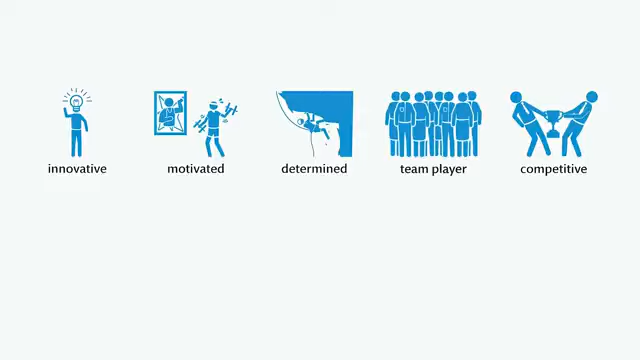 innovative
motivated
determined
team player
competitive